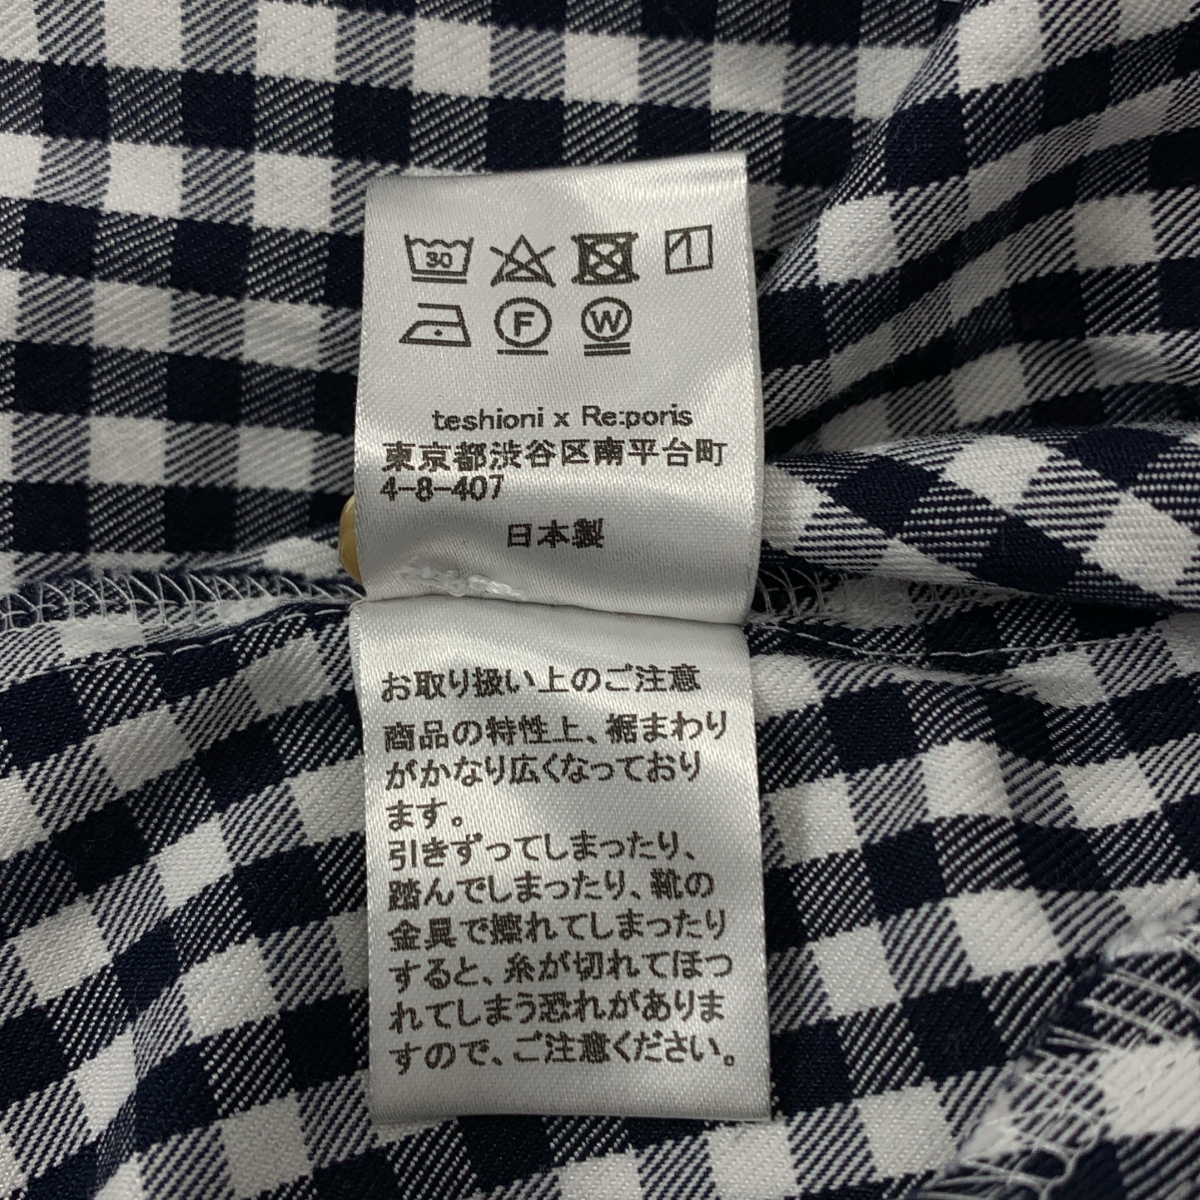 30
F W
teshioni x Re:poris
東京都渋谷区南平台町
4-8-407
日本製
お取り扱い上のご注意
商品の特性上、裾まわり
がかなり広くなっており
ます。
引きずってしまったり、
踏んでしまったり、靴の
金具で擦れてしまったり
すると、糸が切れてほつ
れてしまう恐れがありま
すので、ご注意ください。